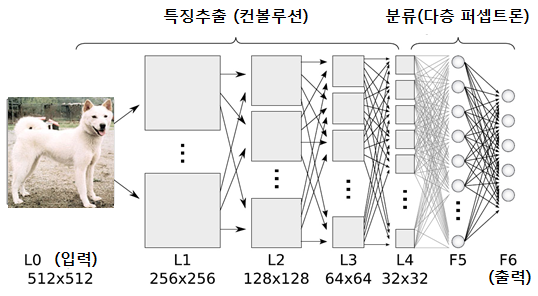 특징추출 (컨볼루션)
분류(다층 퍼셉트론)
L0 (입력)
512x512
L1
256x256
L2
128x128
L3
64x64
L4
32x32
F5
F6
(출력)